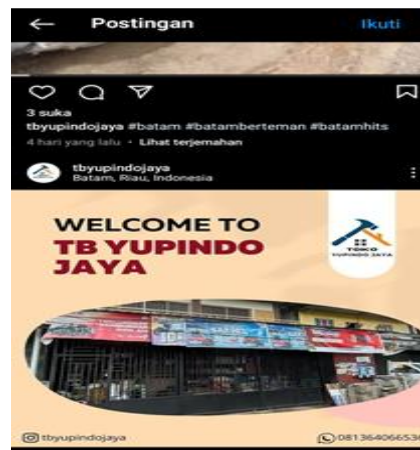 Postingan
Ikuti
3 suka
tbyupindojaya #batam #batamberteman #batamhits
4 hari yang lalu • Lihat terjemahan
tbyupindojaya
Batam, Riau, Indonesia
WELCOME TO
TB YUPINDO
JAYA
TOKO
YUPINDO JAYA
tbyupindojaya
081364066536